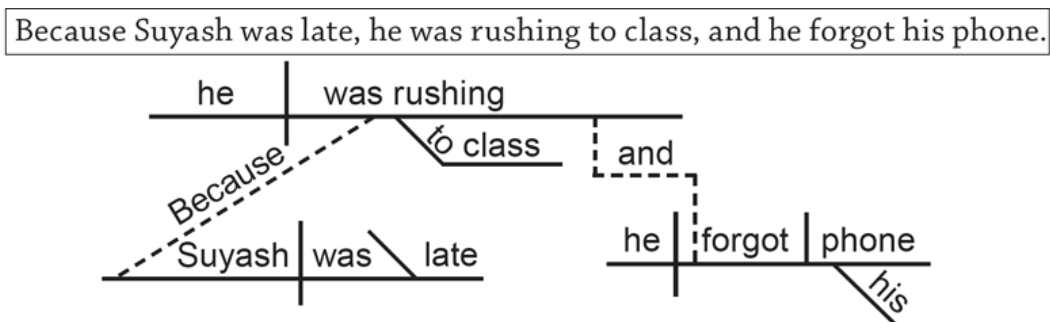 Because Suyash was late, he was rushing to class, and he forgot his phone.
he was rushing
to class
and
Because
Suyash was late
he forgot phone
his